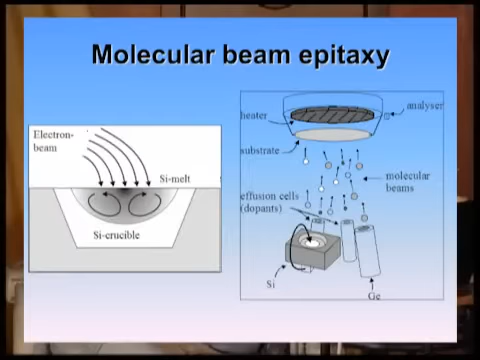 Molecular beam epitaxy
Electron-
beam
Si-melt
Si-crucible
heater
analyser
substrate
molecular
beams
effusion cells
(dopants)
Si
Ge